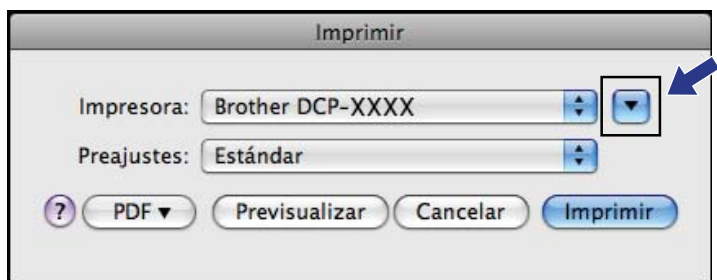 Imprimir
Impresora: Brother DCP-XXXX
Preajustes: Estándar
? PDF▼ Previsualizar Cancelar Imprimir